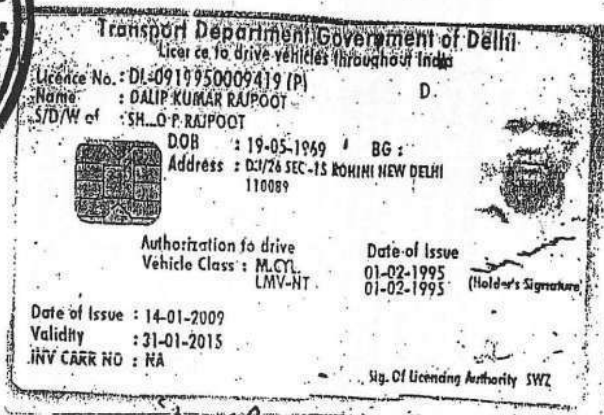 Transport Department Government of Delhi
Licence to drive vehicles throughout India
Licence No. : DL-0919950009419 (P)
D.
Name : DALIP KUMAR RAJPOOT
S/D/W of : SH...O P. RAJPOOT
DOB : 19-05-1969 BG :
Address : D-1/26 SEC-15 ROHINI NEW DELHI
110089
Authorization to drive Date of Issue
Vehicle Class : M.CYL. 01-02-1995
LMV-NT 01-02-1995
(Holder's Signature)
Date of Issue : 14-01-2009
Validity : 31-01-2015
INV CARR NO : NA
Sig. Of Licencing Authority SWZ